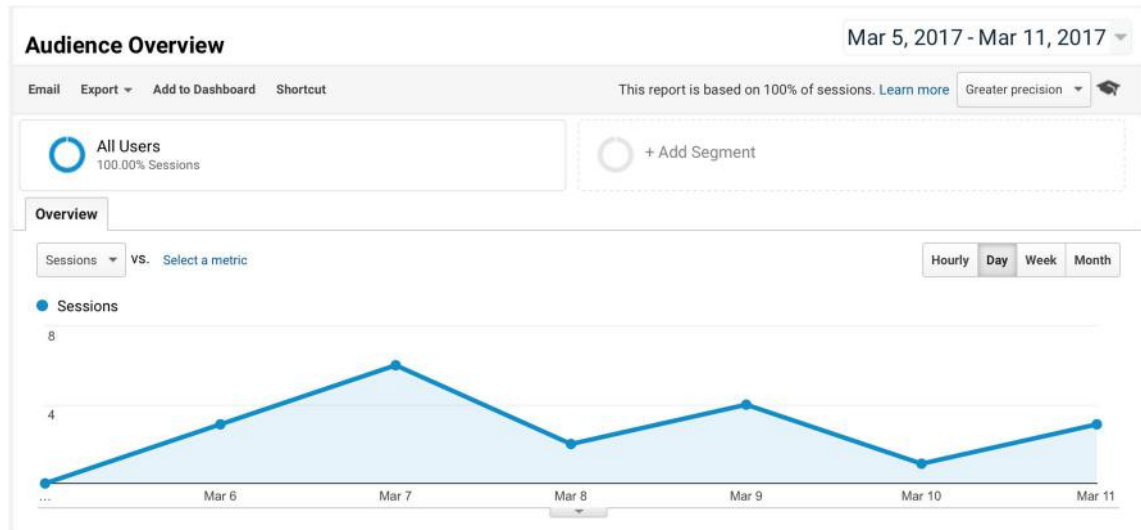 Audience Overview
Mar 5, 2017 - Mar 11, 2017
Email Export Add to Dashboard Shortcut
This report is based on 100% of sessions. Learn more Greater precision
All Users
100.00% Sessions
+ Add Segment
Overview
Sessions VS. Select a metric
Hourly Day Week Month
Sessions
8
4
... Mar 6 Mar 7 Mar 8 Mar 9 Mar 10 Mar 11